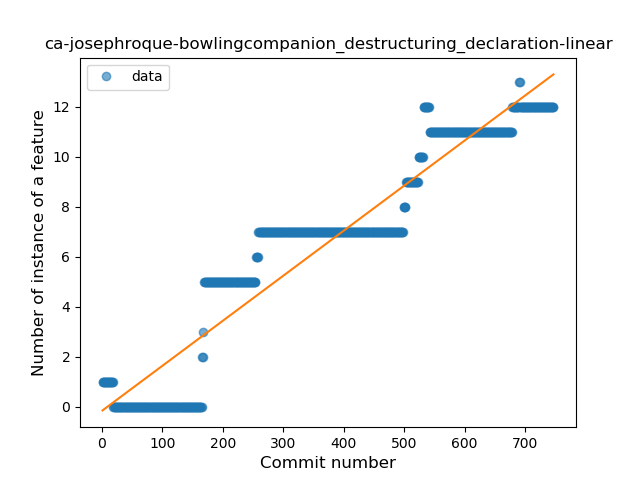 ca-josephroque-bowlingcompanion_destructuring_declaration-linear
data
Number of instance of a feature
12
10
8
6
4
2
0
0 100 200 300 400 500 600 700
Commit number